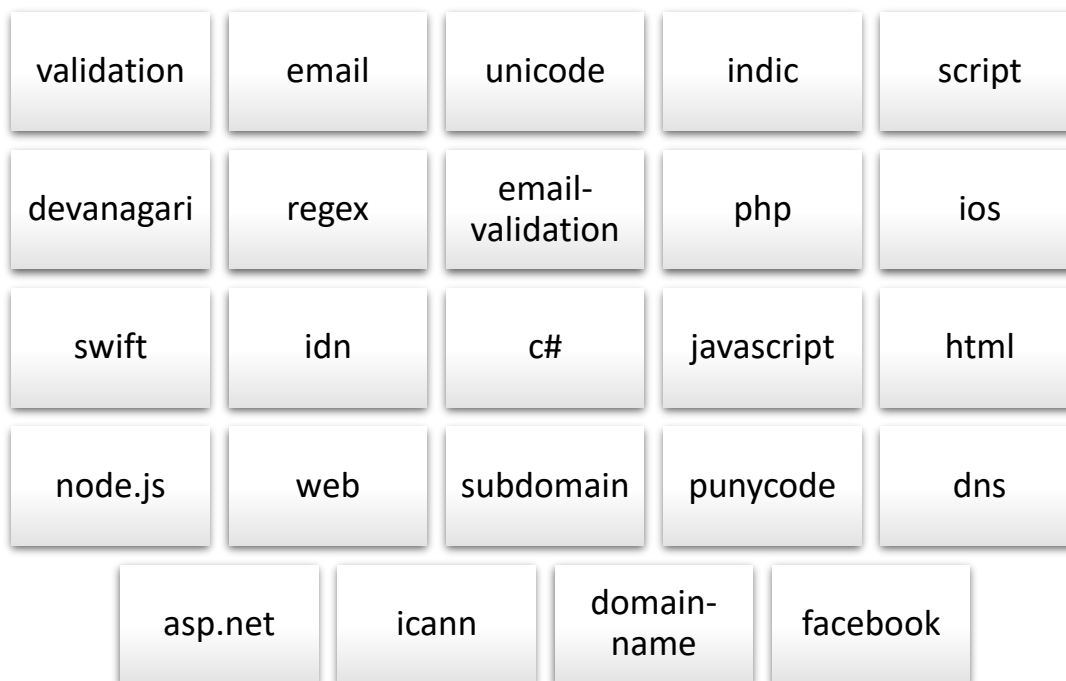 validation email unicode indic script
devanagari regex email-
validation php ios
swift idn c# javascript html
node.js web subdomain punycode dns
asp.net icann domain-
name facebook